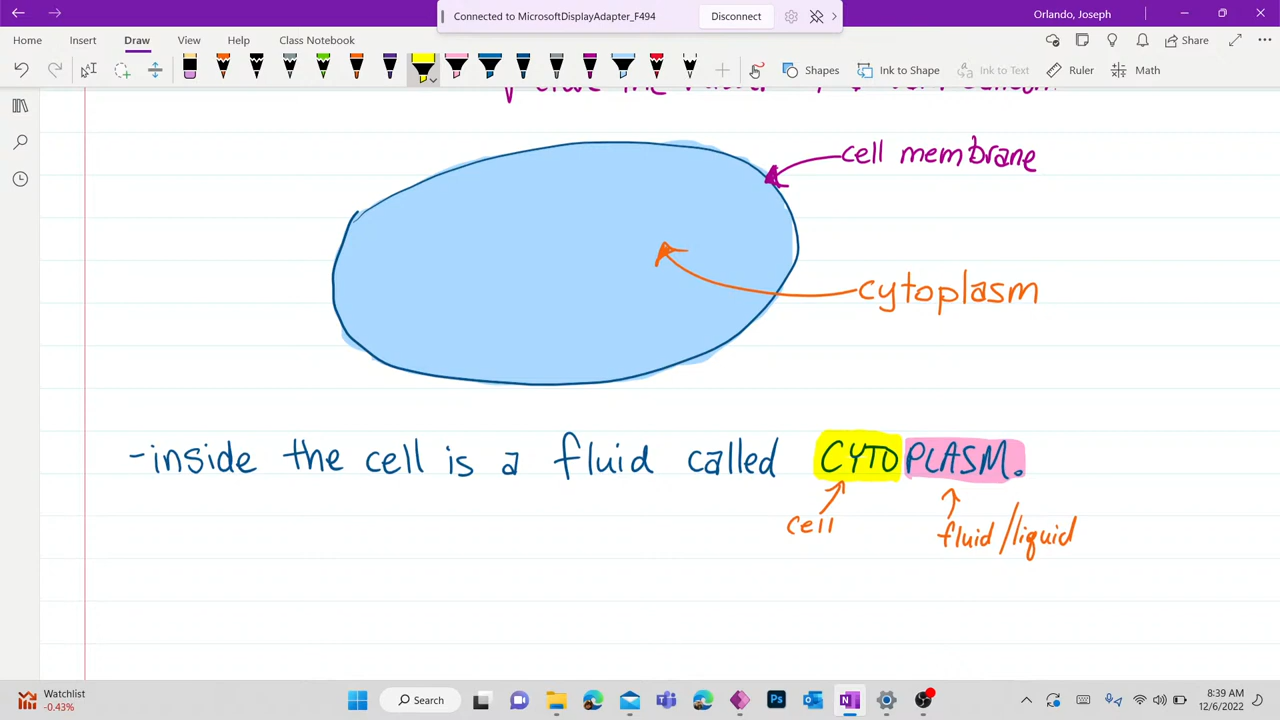 Connected to MicrosoftDisplayAdapter_F494 Disconnect
Orlando, Joseph
Home Insert Draw View Help Class Notebook
Share
Shapes Ink to Shape Ink to Text Ruler Math
cell membrane
cytoplasm
-inside the cell is a fluid called CYTOPLASM.
cell
fluid/liquid
Watchlist
-0.43%
Search
Ps
8:39 AM
12/6/2022